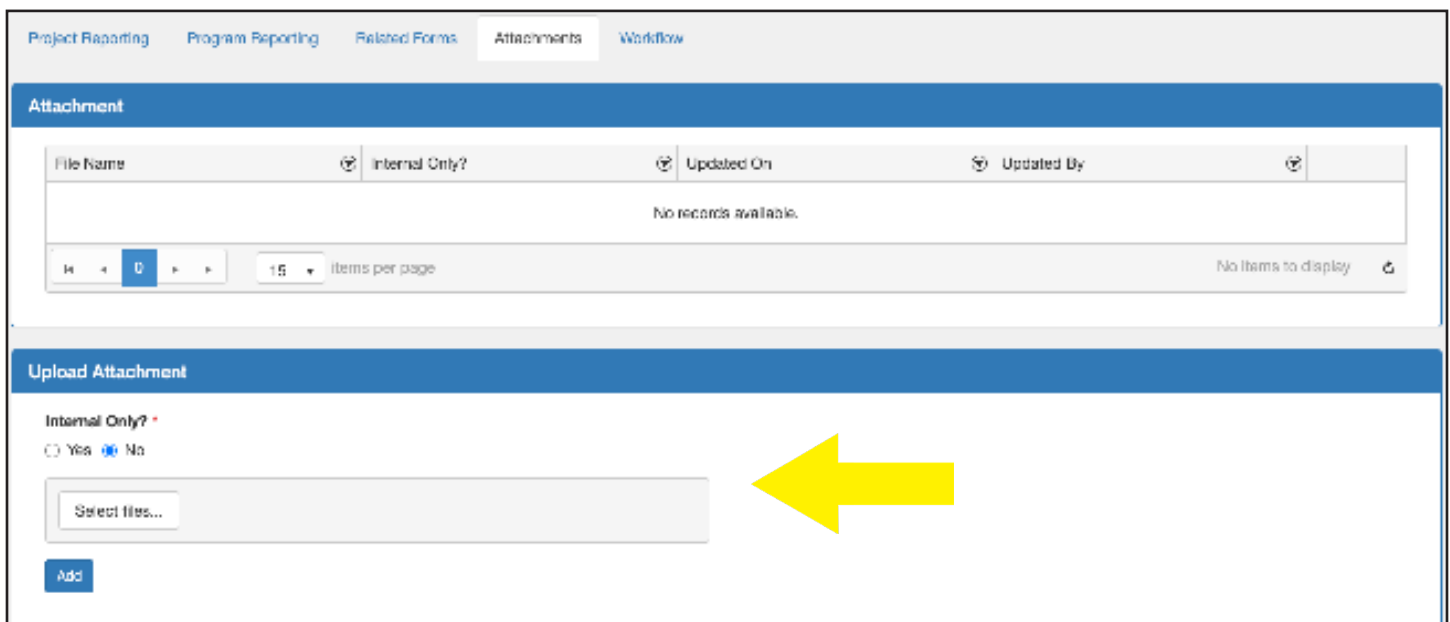 Project Reporting Program Reporting Related Forms Attachments Workflow
Attachment
File Name Internal Only? Updated On Updated By
No records available.
0 15 items per page No items to display
Upload Attachment
Internal Only? *
Yes No
Select files...
Add